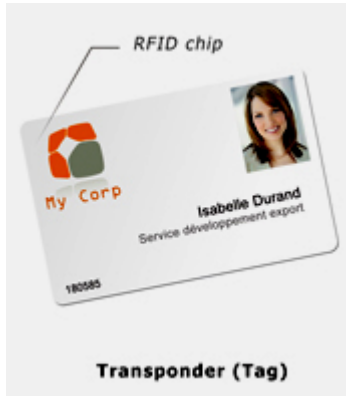 RFID chip
My Corp
Isabelle Durand
Service développement export
180585
Transponder (Tag)